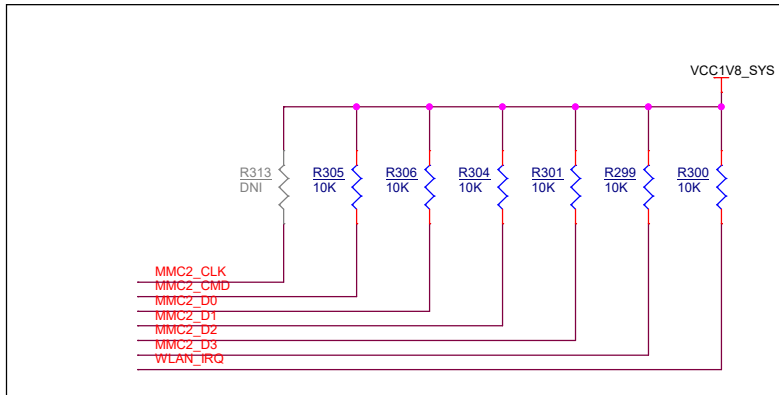 VCC1V8_SYS
R313 R305 R306 R304 R301 R299 R300
DNI 10K 10K 10K 10K 10K 10K
MMC2_CLK
MMC2_CMD
MMC2_D0
MMC2_D1
MMC2_D2
MMC2_D3
WLAN_IRQ